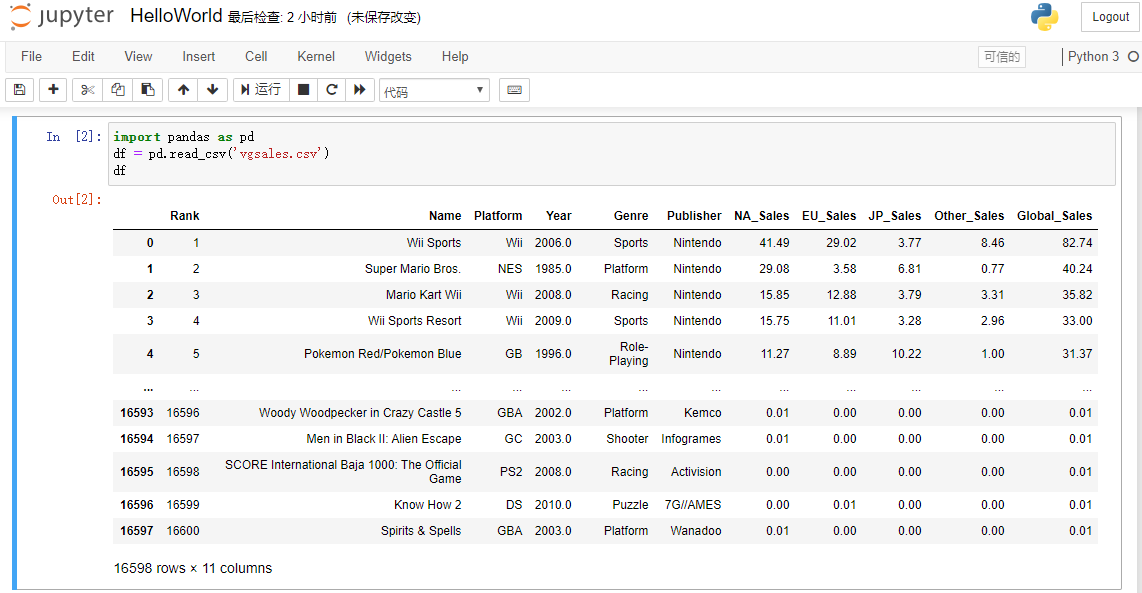 jupyter HelloWorld 最后检查: 2 小时前 (未保存改变) Logout
File Edit View Insert Cell Kernel Widgets Help 可信的 Python 3
运行 代码
In [2]: import pandas as pd
df = pd.read_csv('vgsales.csv')
df
Out[2]:
Rank Name Platform Year Genre Publisher NA_Sales EU_Sales JP_Sales Other_Sales Global_Sales
0 1 Wii Sports Wii 2006.0 Sports Nintendo 41.49 29.02 3.77 8.46 82.74
1 2 Super Mario Bros. NES 1985.0 Platform Nintendo 29.08 3.58 6.81 0.77 40.24
2 3 Mario Kart Wii Wii 2008.0 Racing Nintendo 15.85 12.88 3.79 3.31 35.82
3 4 Wii Sports Resort Wii 2009.0 Sports Nintendo 15.75 11.01 3.28 2.96 33.00
4 5 Pokemon Red/Pokemon Blue GB 1996.0 Role-Playing Nintendo 11.27 8.89 10.22 1.00 31.37
... ... ... ... ... ... ... ... ... ... ... ...
16593 16596 Woody Woodpecker in Crazy Castle 5 GBA 2002.0 Platform Kemco 0.01 0.00 0.00 0.00 0.01
16594 16597 Men in Black II: Alien Escape GC 2003.0 Shooter Infogrames 0.01 0.00 0.00 0.00 0.01
16595 16598 SCORE International Baja 1000: The Official Game PS2 2008.0 Racing Activision 0.00 0.00 0.00 0.00 0.01
16596 16599 Know How 2 DS 2010.0 Puzzle 7G//AMES 0.00 0.01 0.00 0.00 0.01
16597 16600 Spirits & Spells GBA 2003.0 Platform Wanadoo 0.01 0.00 0.00 0.00 0.01
16598 rows × 11 columns